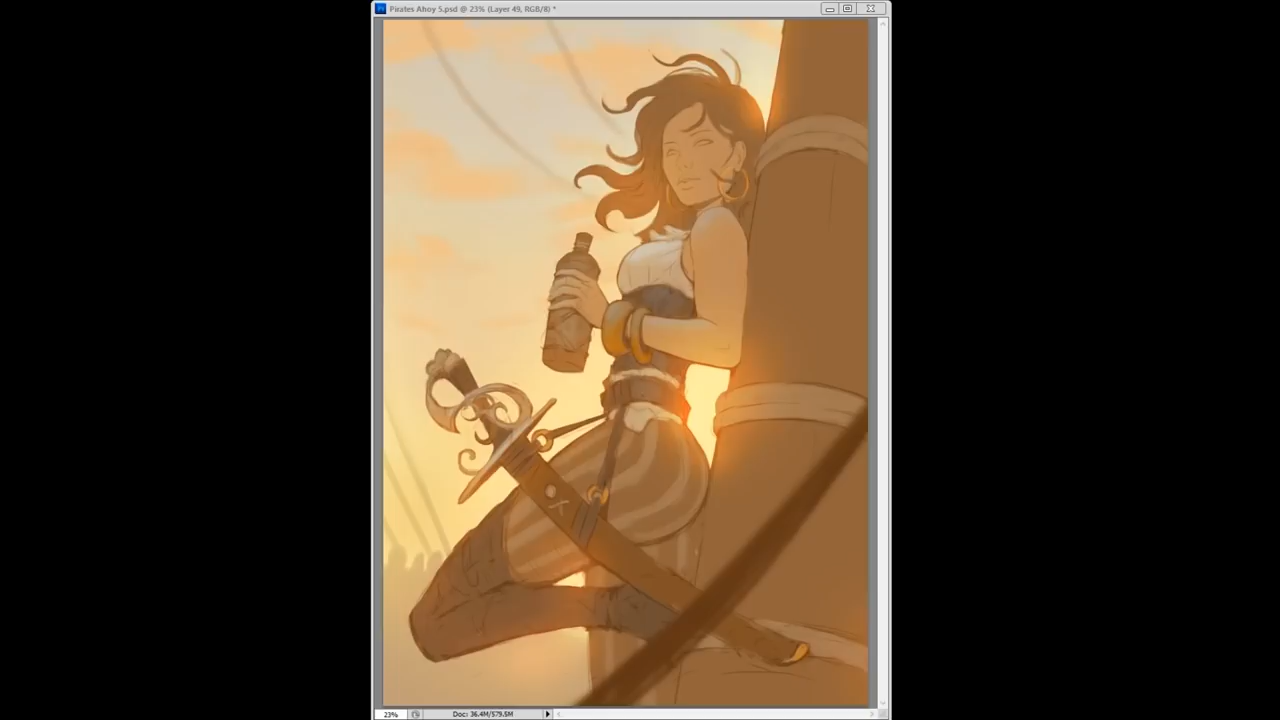 Pirates Ahoy 5.psd @ 23% (Layer 49, RGB/8) *
23%
Doc: 36.4M/579.5M